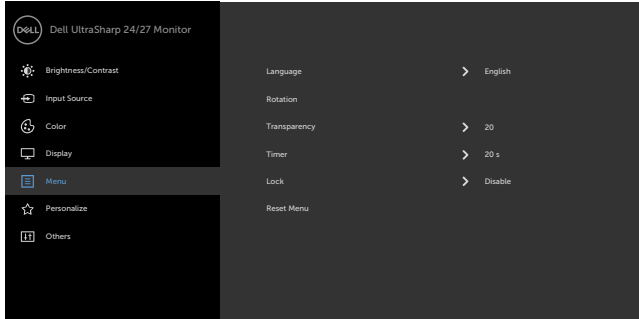 DELL Dell UltraSharp 24/27 Monitor
Brightness/Contrast
Input Source
Color
Display
Menu
Personalize
Others
Language English
Rotation
Transparency 20
Timer 20 s
Lock Disable
Reset Menu